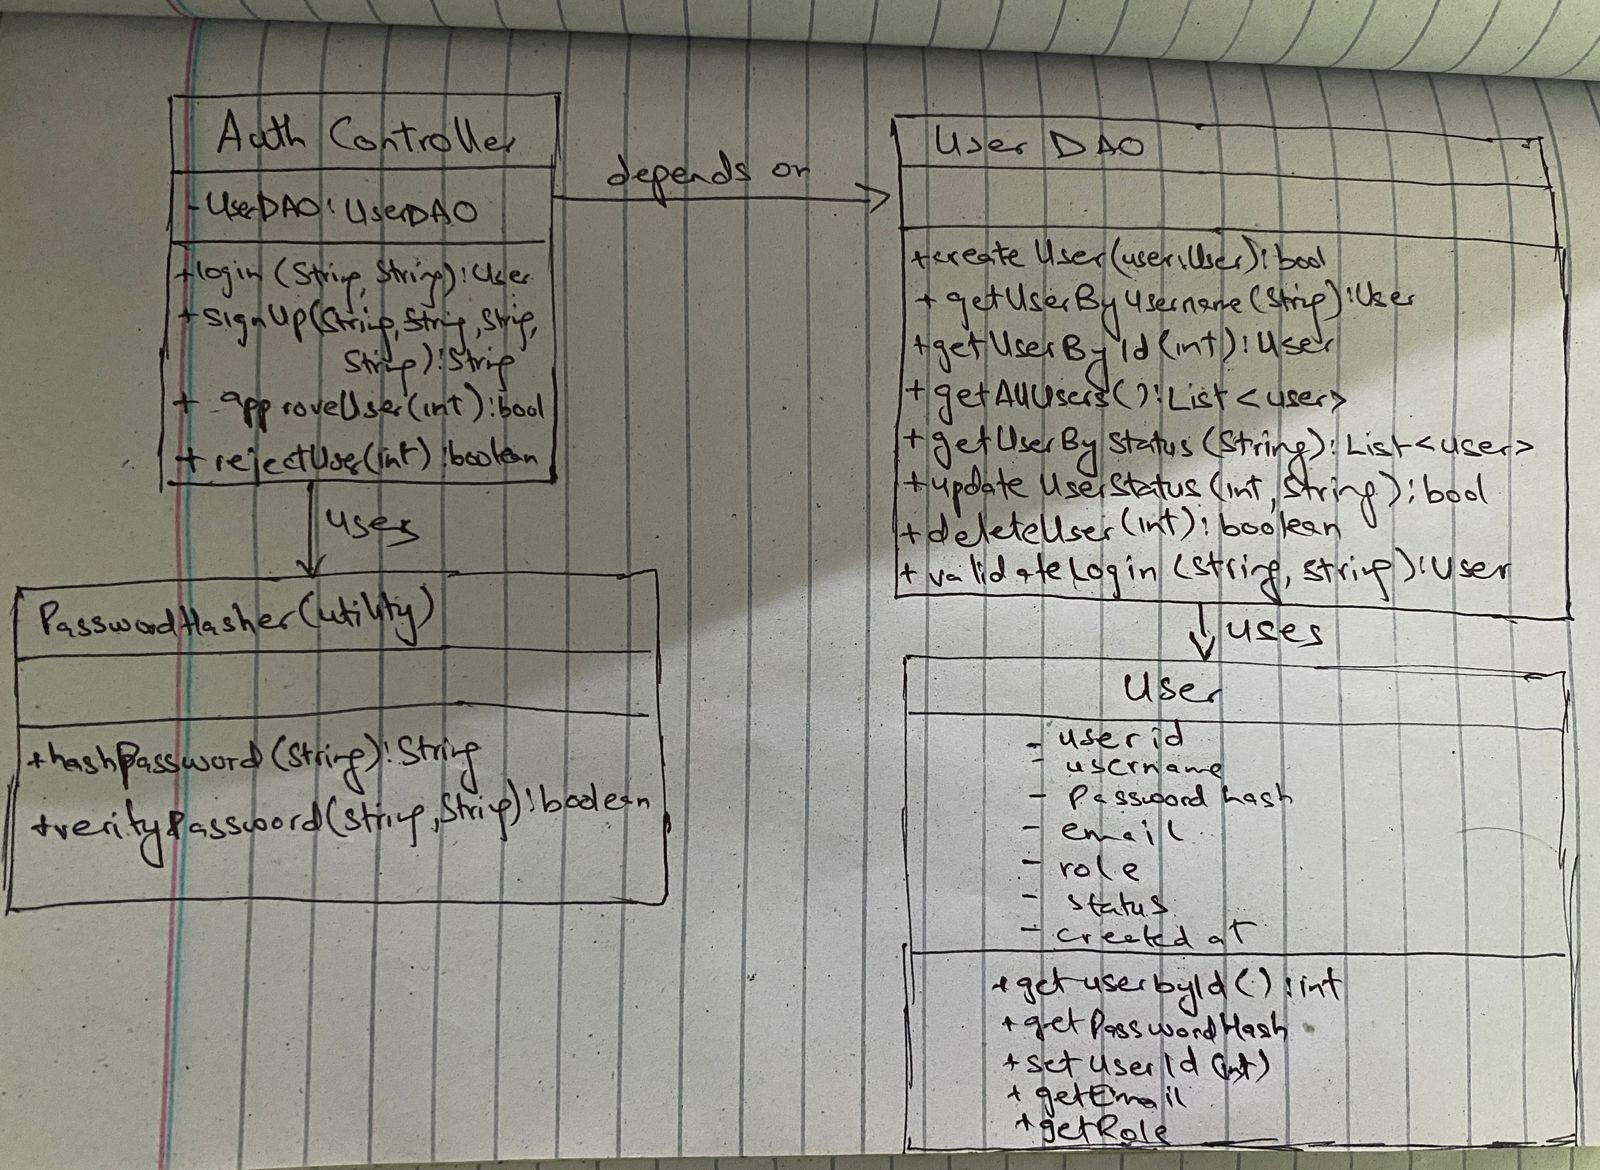 Auth Controller
- UserDAO: UserDAO
+login (String, String): User
+ SignUp(String, String, String,
String): String
+ approveUser(int): bool
+ rejectUser(int): boolean
depends on
uses
PasswordHasher (utility)
+hashPassword (String): String
+verifyPassword (String, String): boolean
User DAO
+create User(user:User): bool
+ getUserByUsername (String): User
+getUserById (int): User
+ getAllUsers(): List <user>
+ getUserByStatus (String): List <user>
+update UserStatus (int, String): bool
+deleteUser (int): boolean
+ validateLogin (String, String): User
uses
User
- user id
- username
- Password hash
- email
- role
- status
- created at
+get userbyId (): int
+getPasswordHash
+set UserId (int)
+ getEmail
+getRole